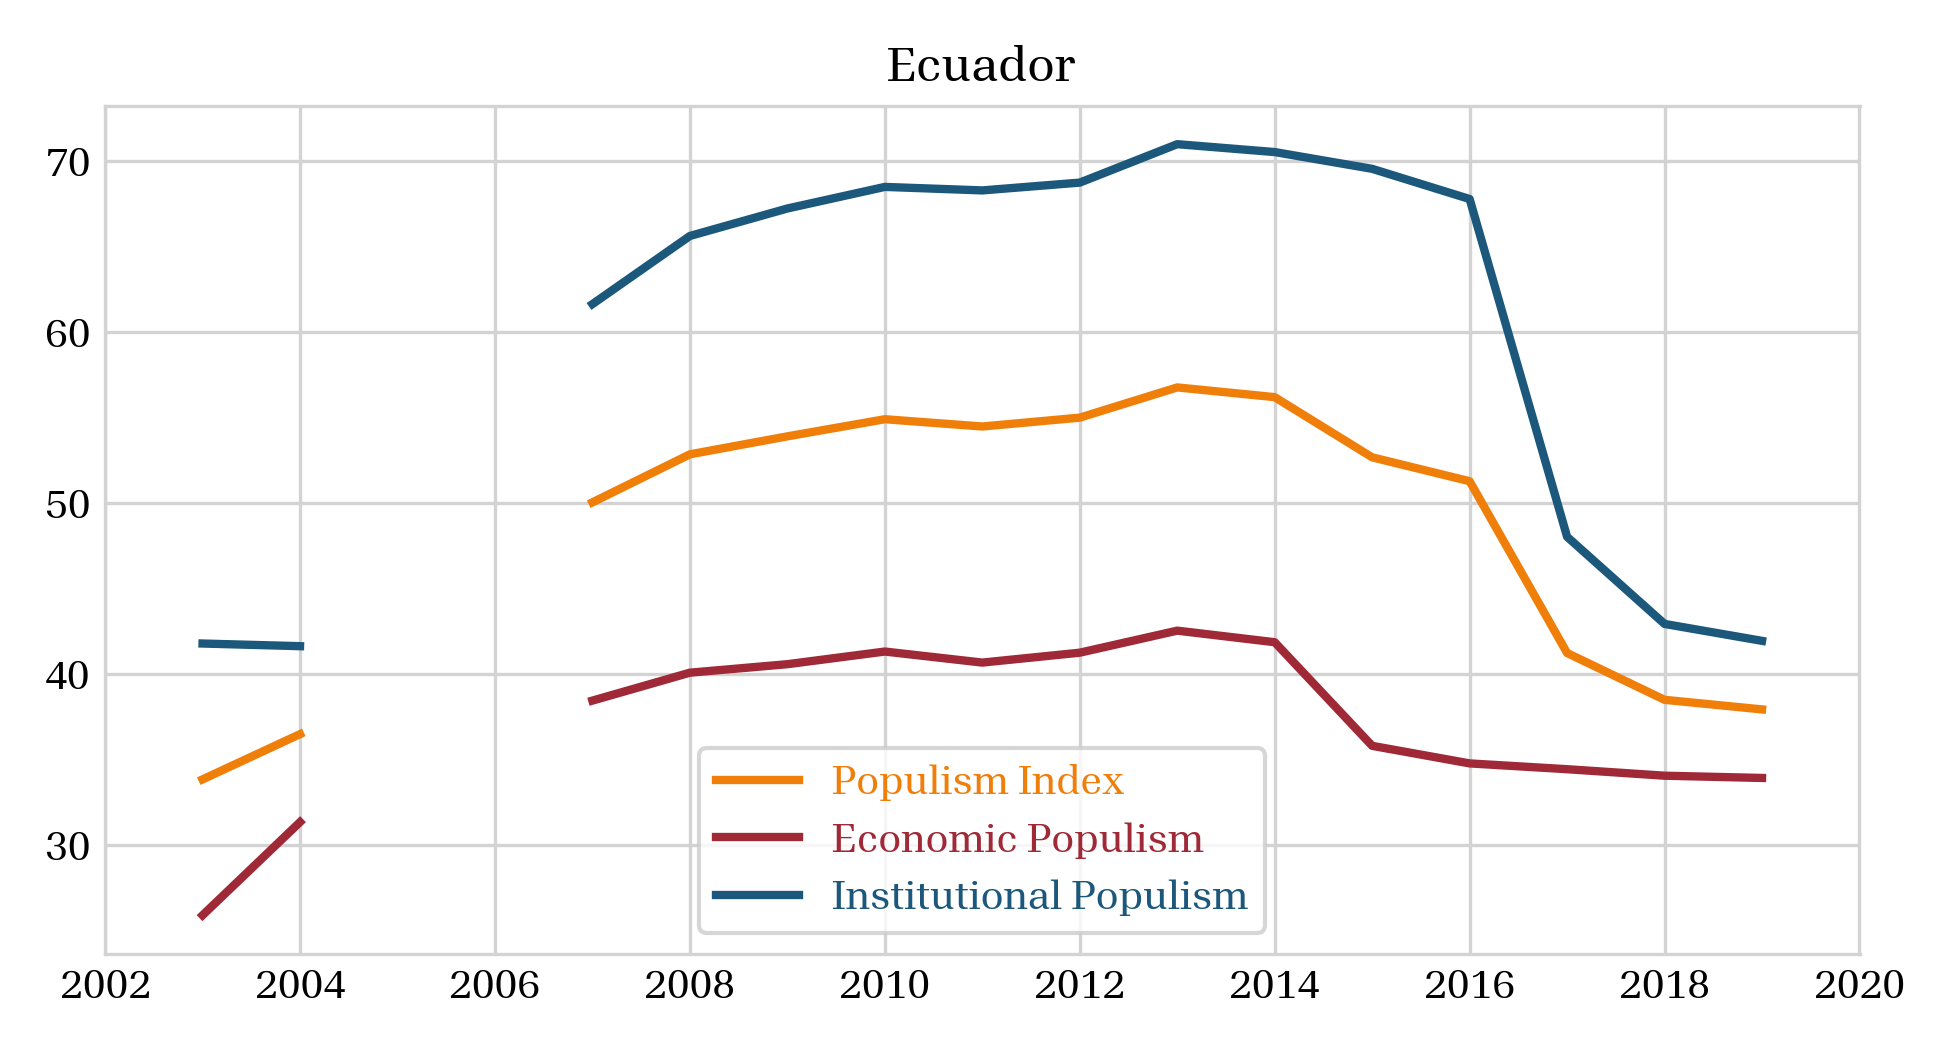 Ecuador
70
60
50
40
30
Populism Index
Economic Populism
Institutional Populism
2002 2004 2006 2008 2010 2012 2014 2016 2018 2020